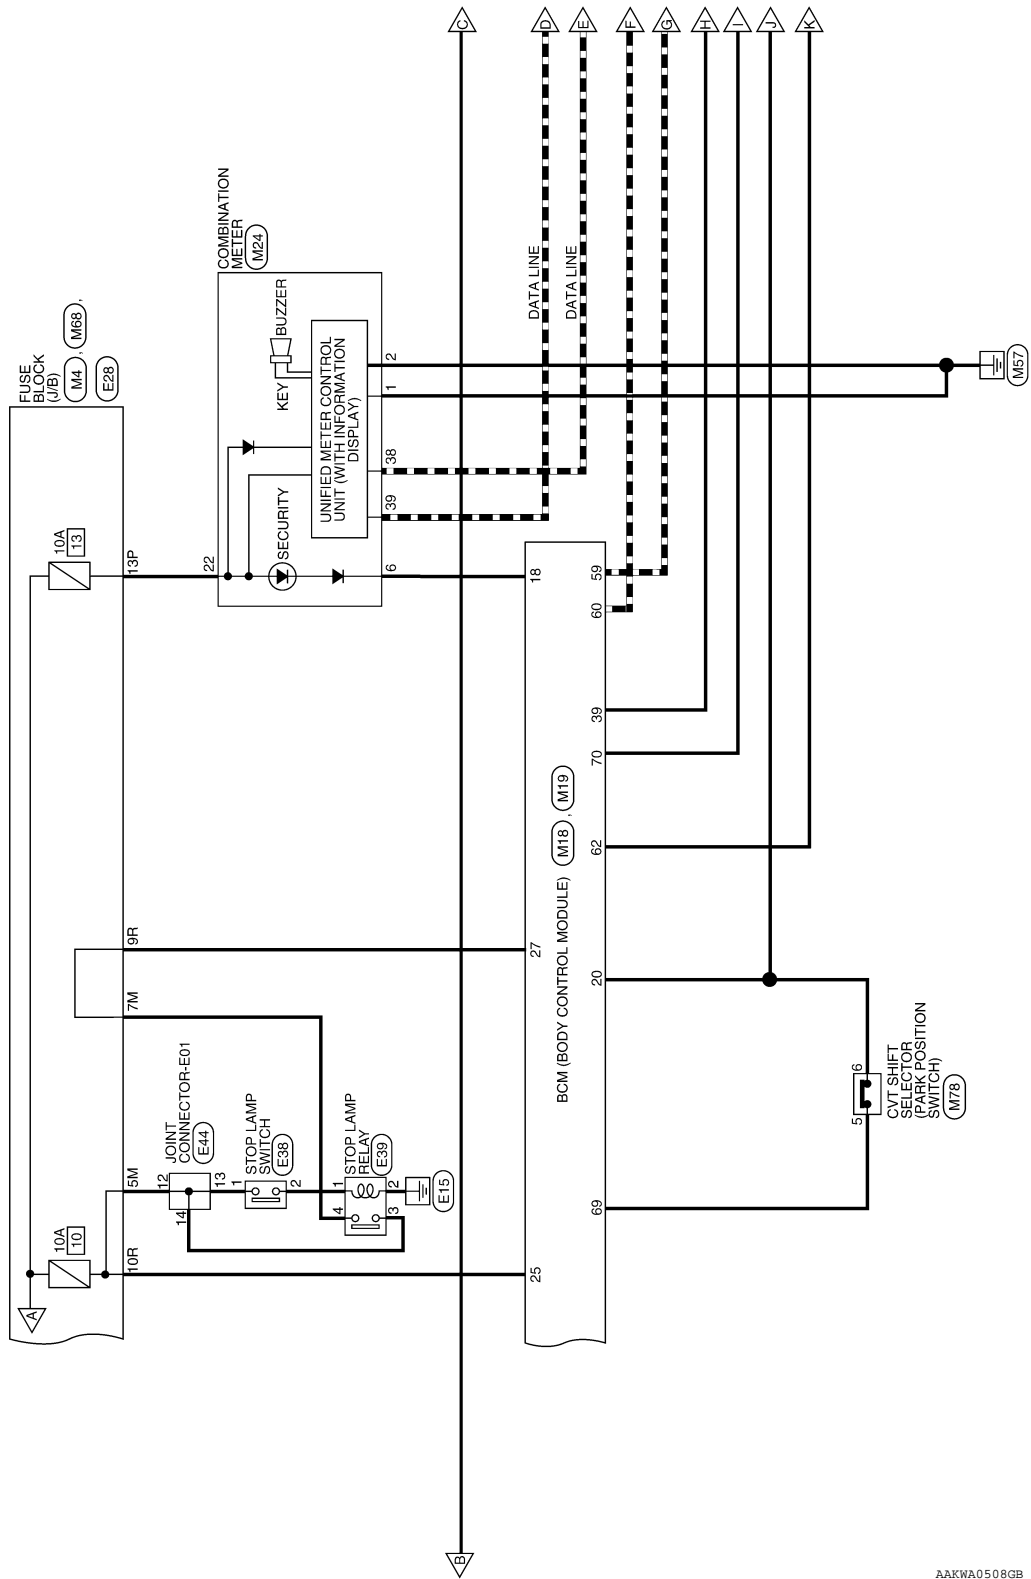 A
10A
10
10A
13
FUSE
BLOCK
(J/B)
M4 , M68 ,
E28
10R
5M
7M
9R
13P
JOINT
CONNECTOR-E01
E44
12
14
13
STOP LAMP
SWITCH
E38
1
2
STOP LAMP
RELAY
E39
1
4
2
3
E15
COMBINATION
METER
M24
22
SECURITY
KEY
BUZZER
UNIFIED METER CONTROL
UNIT (WITH INFORMATION
DISPLAY)
6
39
38
1
2
B
C
DATA LINE
D
DATA LINE
E
F
G
H
I
J
K
25
27
18
BCM (BODY CONTROL MODULE) M18 , M19
69
20
62
70
39
60
59
5
6
CVT SHIFT
SELECTOR
(PARK POSITION
SWITCH)
M78
M57
AAKWA0508GB